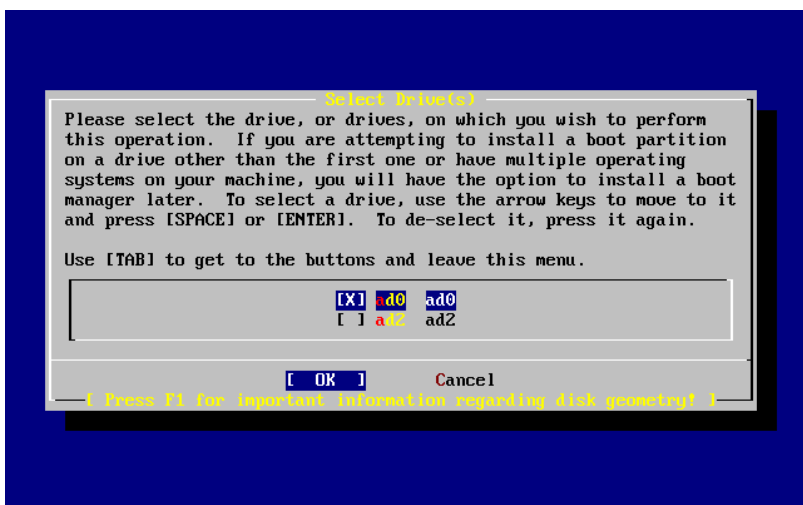 Select Drive(s)
Please select the drive, or drives, on which you wish to perform
this operation. If you are attempting to install a boot partition
on a drive other than the first one or have multiple operating
systems on your machine, you will have the option to install a boot
manager later. To select a drive, use the arrow keys to move to it
and press [SPACE] or [ENTER]. To de-select it, press it again.
Use [TAB] to get to the buttons and leave this menu.
[X] ad0 ad0
[ ] ad2 ad2
[ OK ] Cancel
[ Press F1 for important information regarding disk geometry! ]